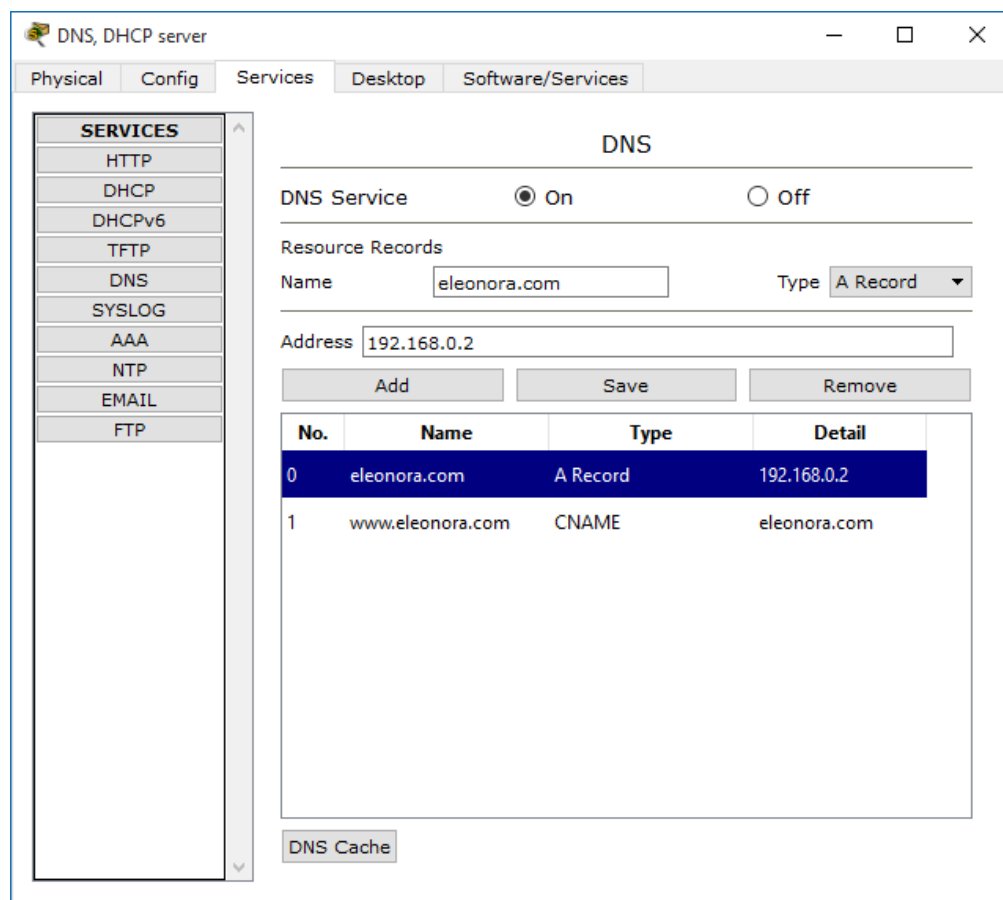 DNS, DHCP server
Physical Config Services Desktop Software/Services
SERVICES
HTTP
DHCP
DHCPv6
TFTP
DNS
SYSLOG
AAA
NTP
EMAIL
FTP
DNS
DNS Service On Off
Resource Records
Name eleonora.com Type A Record
Address 192.168.0.2
Add Save Remove
No. Name Type Detail
0 eleonora.com A Record 192.168.0.2
1 www.eleonora.com CNAME eleonora.com
DNS Cache